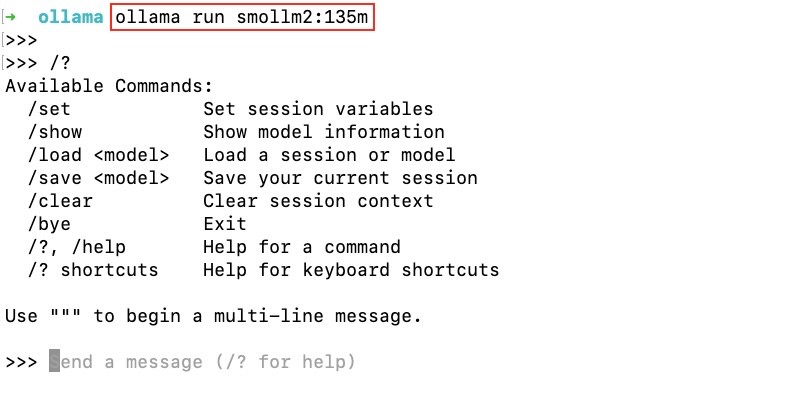 ➜  ollama ollama run smollm2:135m
[>>>
[>>> /?
Available Commands:
  /set            Set session variables
  /show           Show model information
  /load <model>   Load a session or model
  /save <model>   Save your current session
  /clear          Clear session context
  /bye            Exit
  /?, /help       Help for a command
  /? shortcuts    Help for keyboard shortcuts

Use """ to begin a multi-line message.

>>> Send a message (/? for help)